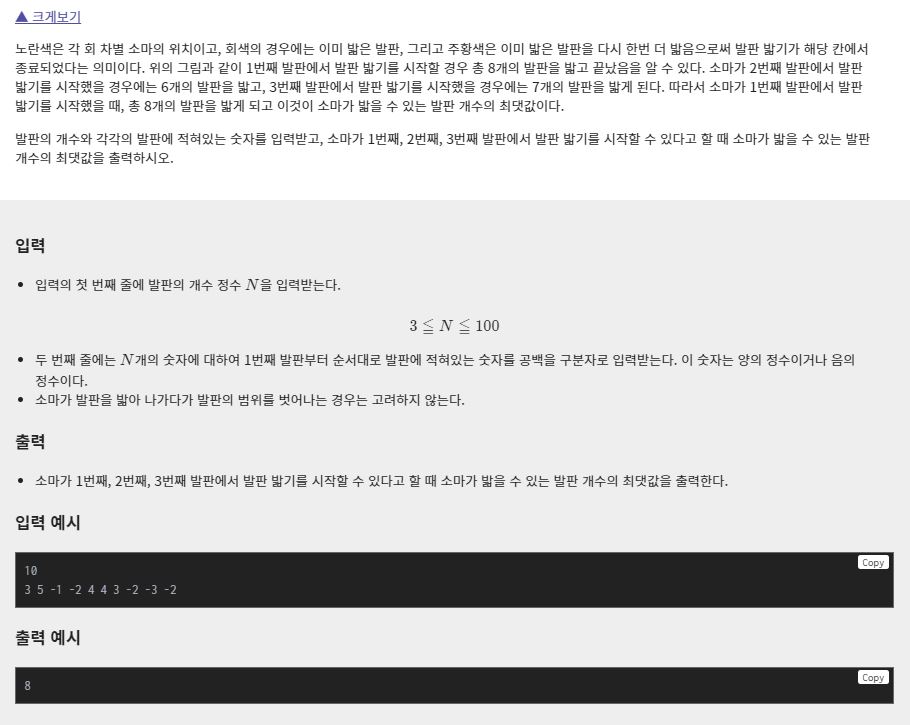 ▲ 크게보기
노란색은 각 회 차별 소마의 위치이고, 회색의 경우에는 이미 밟은 발판, 그리고 주황색은 이미 밟은 발판을 다시 한번 더 밟음으로써 발판 밟기가 해당 칸에서
종료되었다는 의미이다. 위의 그림과 같이 1번째 발판에서 발판 밟기를 시작할 경우 총 8개의 발판을 밟고 끝났음을 알 수 있다. 소마가 2번째 발판에서 발판
밟기를 시작했을 경우에는 6개의 발판을 밟고, 3번째 발판에서 발판 밟기를 시작했을 경우에는 7개의 발판을 밟게 된다. 따라서 소마가 1번째 발판에서 발판
밟기를 시작했을 때, 총 8개의 발판을 밟게 되고 이것이 소마가 밟을 수 있는 발판 개수의 최댓값이다.
발판의 개수와 각각의 발판에 적혀있는 숫자를 입력받고, 소마가 1번째, 2번째, 3번째 발판에서 발판 밟기를 시작할 수 있다고 할 때 소마가 밟을 수 있는 발판
개수의 최댓값을 출력하시오.
입력
• 입력의 첫 번째 줄에 발판의 개수 정수 N을 입력받는다.
3 ≦ N ≦ 100
• 두 번째 줄에는 N개의 숫자에 대하여 1번째 발판부터 순서대로 발판에 적혀있는 숫자를 공백을 구분자로 입력받는다. 이 숫자는 양의 정수이거나 음의
정수이다.
• 소마가 발판을 밟아 나가다가 발판의 범위를 벗어나는 경우는 고려하지 않는다.
출력
• 소마가 1번째, 2번째, 3번째 발판에서 발판 밟기를 시작할 수 있다고 할 때 소마가 밟을 수 있는 발판 개수의 최댓값을 출력한다.
입력 예시
Copy
10
3 5 -1 -2 4 4 3 -2 -3 -2
출력 예시
Copy
8